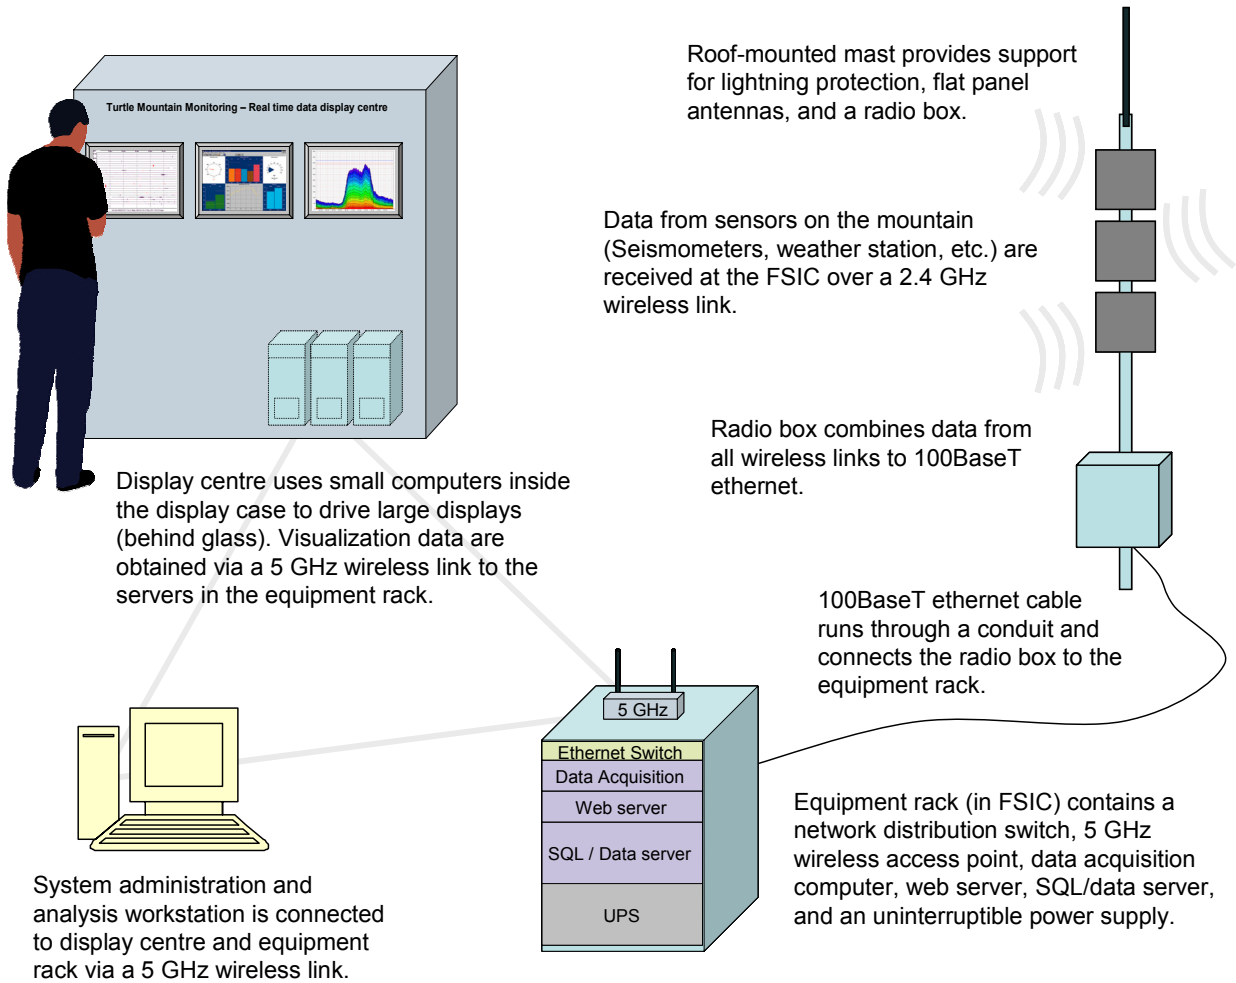 Roof-mounted mast provides support
for lightning protection, flat panel
antennas, and a radio box.
Turtle Mountain Monitoring – Real time data display centre
Data from sensors on the mountain
(Seismometers, weather station, etc.) are
received at the FSIC over a 2.4 GHz
wireless link.
Radio box combines data from
all wireless links to 100BaseT
ethernet.
Display centre uses small computers inside
the display case to drive large displays
(behind glass). Visualization data are
obtained via a 5 GHz wireless link to the
servers in the equipment rack.
100BaseT ethernet cable
runs through a conduit and
connects the radio box to the
equipment rack.
5 GHz
Ethernet Switch
Data Acquisition
Web server
SQL / Data server
UPS
Equipment rack (in FSIC) contains a
network distribution switch, 5 GHz
wireless access point, data acquisition
computer, web server, SQL/data server,
and an uninterruptible power supply.
System administration and
analysis workstation is connected
to display centre and equipment
rack via a 5 GHz wireless link.